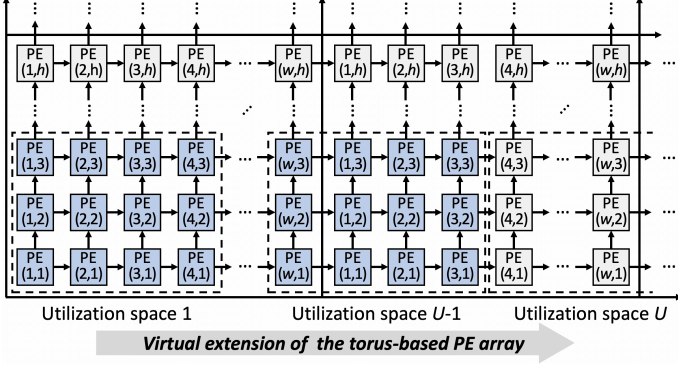 PE PE PE PE PE PE PE PE PE PE
(1,h) (2,h) (3,h) (4,h) ... (w,h) (1,h) (2,h) (3,h) (4,h) ... (w,h) ...
PE PE PE PE PE PE PE PE PE PE
(1,3) (2,3) (3,3) (4,3) ... (w,3) (1,3) (2,3) (3,3) (4,3) ... (w,3) ...
PE PE PE PE PE PE PE PE PE PE
(1,2) (2,2) (3,2) (4,2) ... (w,2) (1,2) (2,2) (3,2) (4,2) ... (w,2) ...
PE PE PE PE PE PE PE PE PE PE
(1,1) (2,1) (3,1) (4,1) ... (w,1) (1,1) (2,1) (3,1) (4,1) ... (w,1) ...
Utilization space 1 Utilization space U-1 Utilization space U
Virtual extension of the torus-based PE array